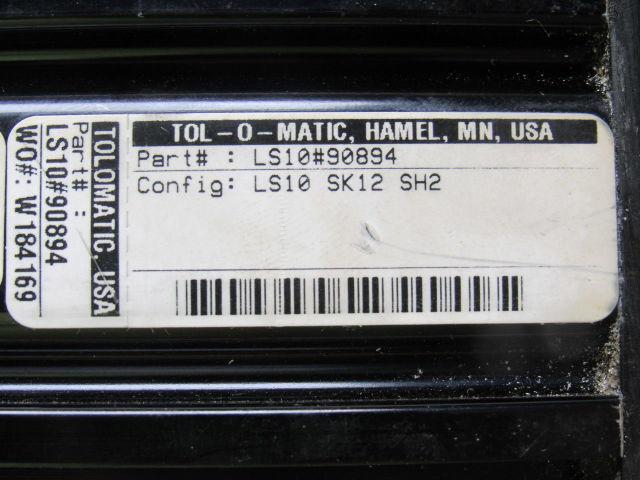 TOL-O-MATIC, HAMEL, MN, USA
Part# : LS10#90894
Config: LS10 SK12 SH2
TOLOMATIC USA
Part# :
LS10#90894
WO#: W184169